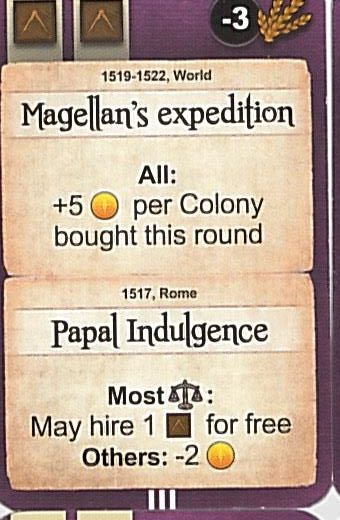 -3
1519-1522, World
Magellan's expedition
All:
+5 per Colony
bought this round
1517, Rome
Papal Indulgence
Most :
May hire 1 for free
Others: -2